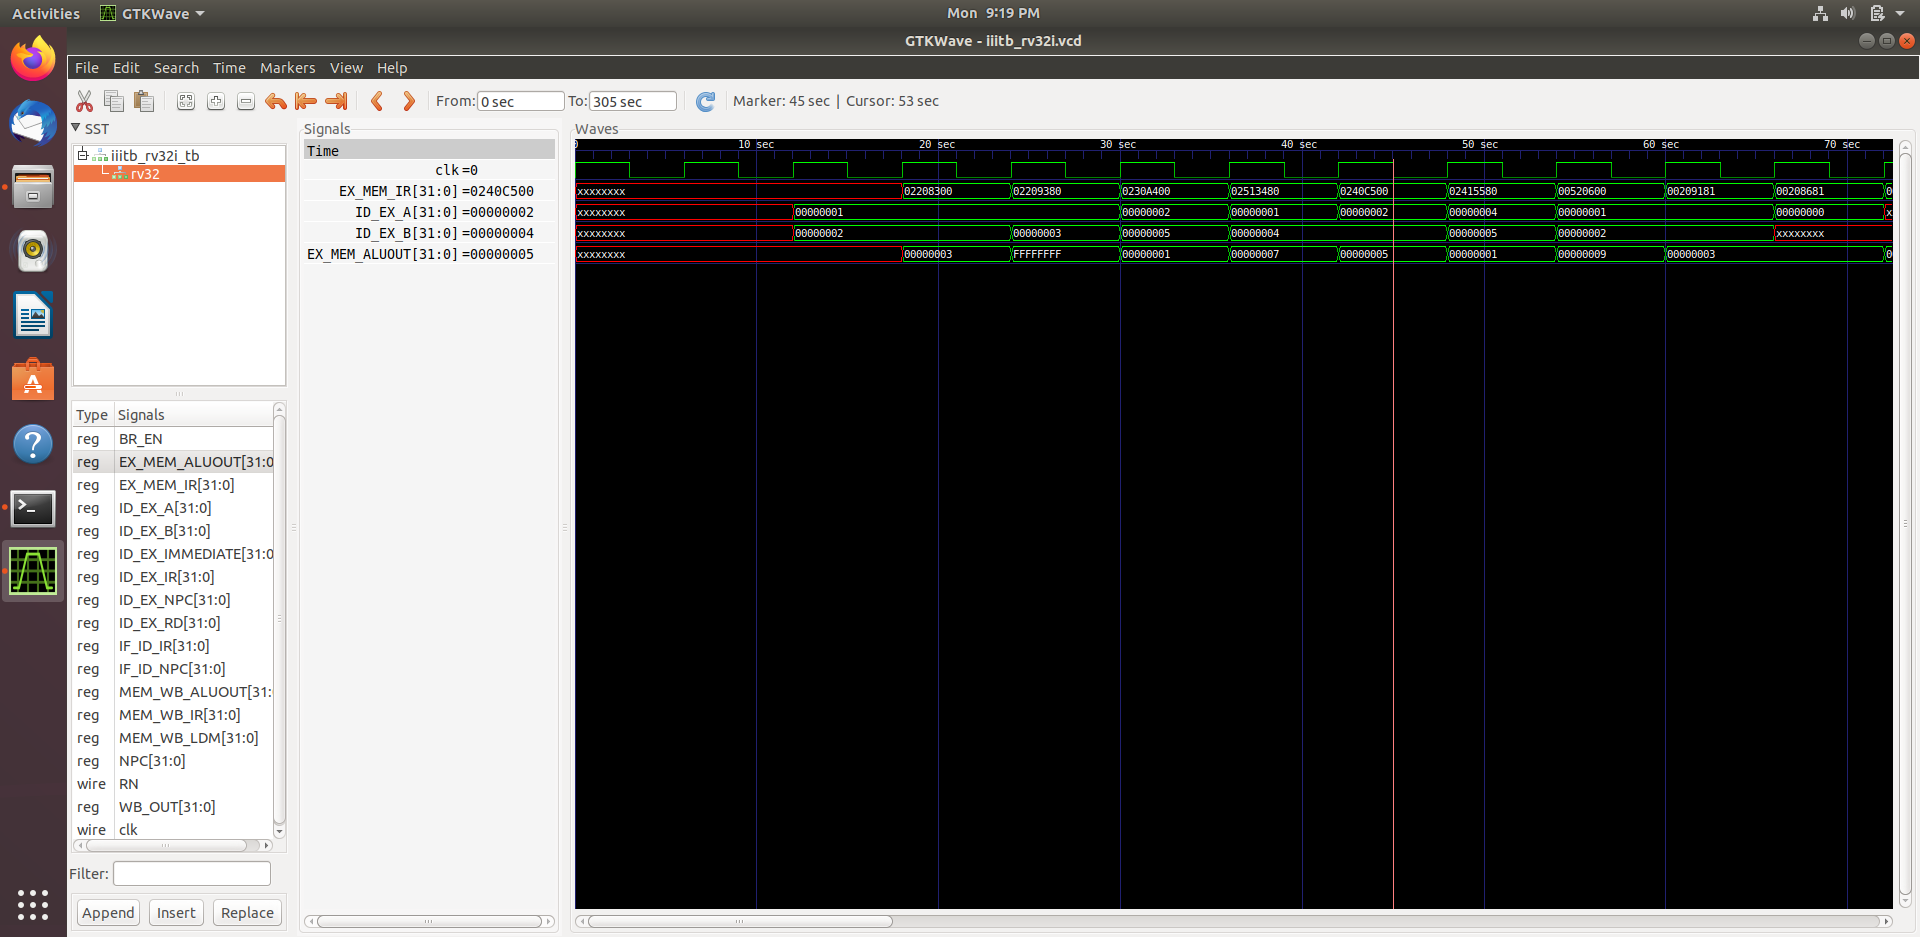 Activities GTKWave Mon 9:19 PM
GTKWave - iiitb_rv32i.vcd
File Edit Search Time Markers View Help
From: 0 sec To: 305 sec Marker: 45 sec | Cursor: 53 sec
SST
iiitb_rv32i_tb
rv32
Type Signals
reg BR_EN
reg EX_MEM_ALUOUT[31:0
reg EX_MEM_IR[31:0]
reg ID_EX_A[31:0]
reg ID_EX_B[31:0]
reg ID_EX_IMMEDIATE[31:0
reg ID_EX_IR[31:0]
reg ID_EX_NPC[31:0]
reg ID_EX_RD[31:0]
reg IF_ID_IR[31:0]
reg IF_ID_NPC[31:0]
reg MEM_WB_ALUOUT[31:
reg MEM_WB_IR[31:0]
reg MEM_WB_LDM[31:0]
reg NPC[31:0]
wire RN
reg WB_OUT[31:0]
wire clk
Filter:
Append Insert Replace
Signals
Time
clk =0
EX_MEM_IR[31:0] =0240C500
ID_EX_A[31:0] =00000002
ID_EX_B[31:0] =00000004
EX_MEM_ALUOUT[31:0] =00000005
Waves
0 10 sec 20 sec 30 sec 40 sec 50 sec 60 sec 70 sec
xxxxxxxx 02208300 02209380 0230A400 02513480 0240C500 02415580 00520600 00209181 00208681 0
xxxxxxxx 00000001 00000002 00000001 00000002 00000004 00000001 00000000 x
xxxxxxxx 00000002 00000003 00000005 00000004 00000005 00000002 xxxxxxxx
xxxxxxxx 00000003 FFFFFFFF 00000001 00000007 00000005 00000001 00000009 00000003 0